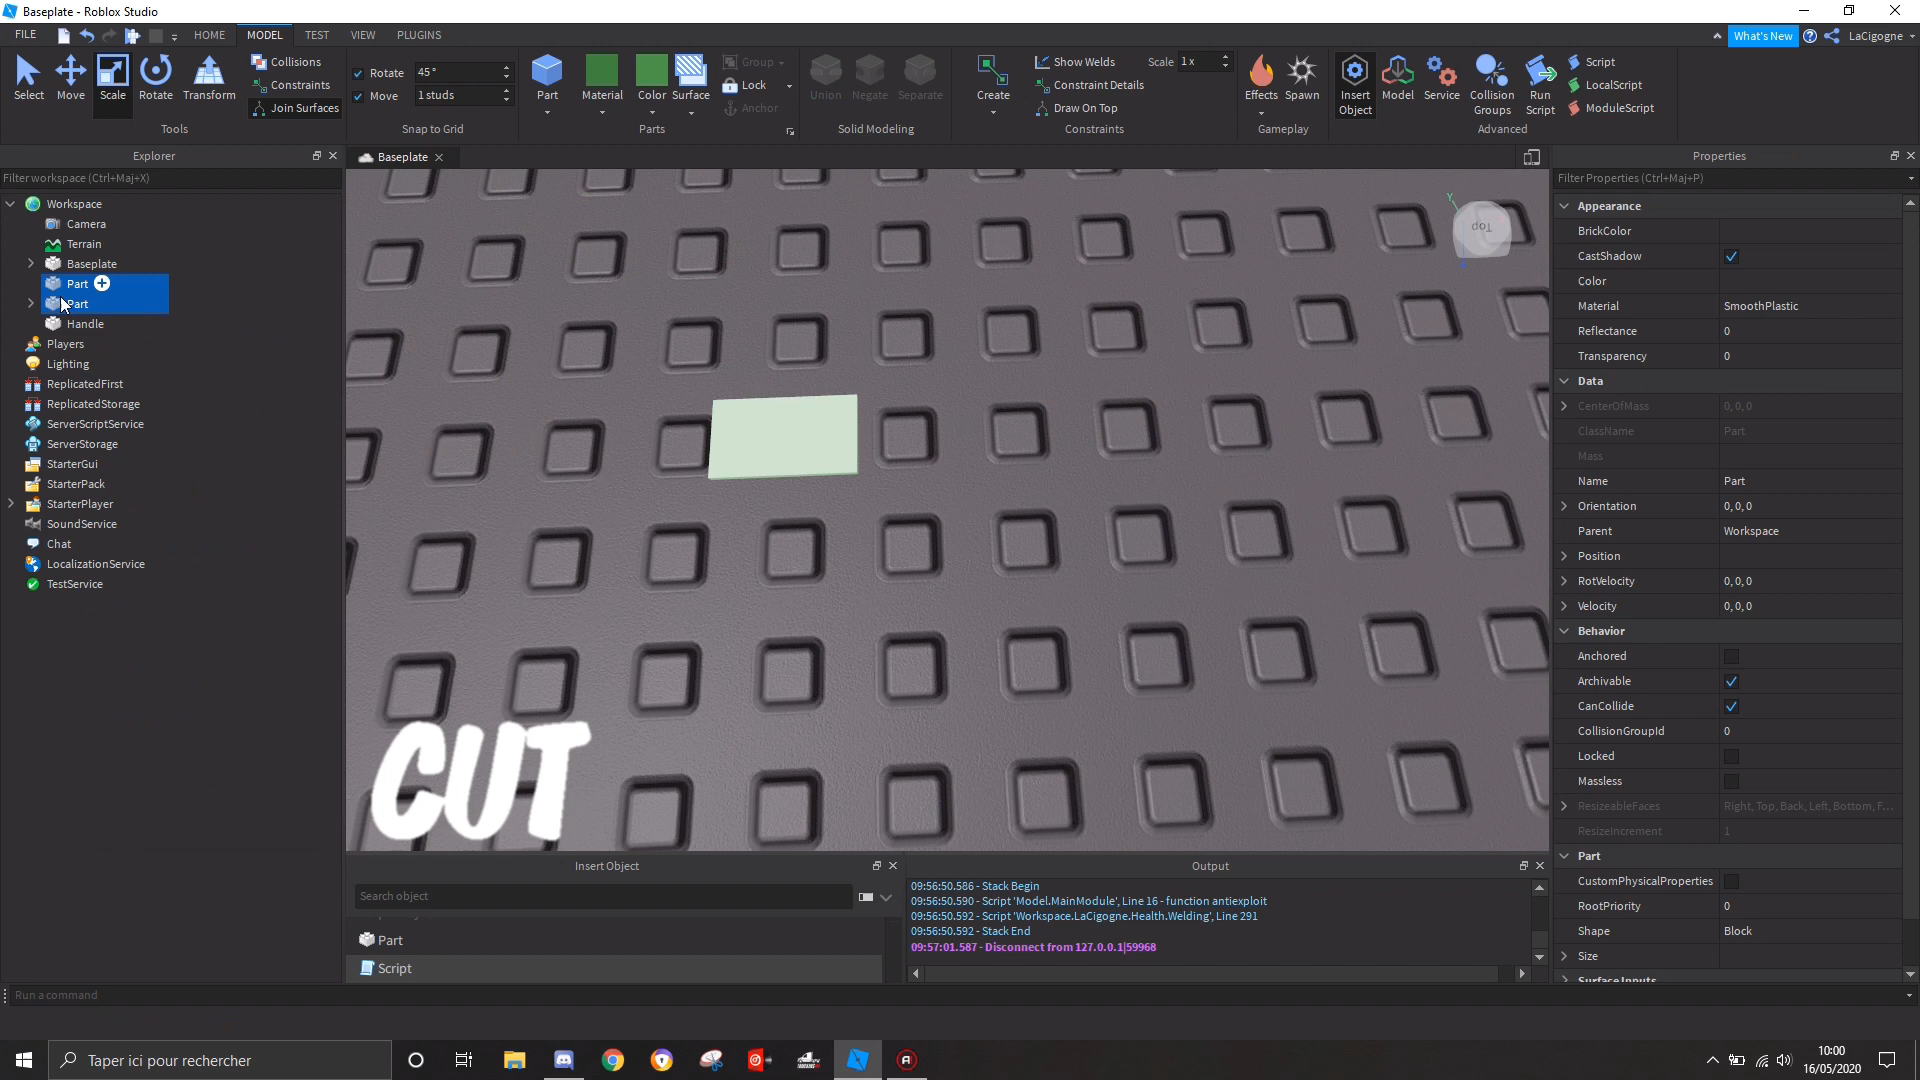 Baseplate - Roblox Studio
FILE HOME MODEL TEST VIEW PLUGINS What's New LaCigogne
Select Move Scale Rotate Transform Collisions Constraints Join Surfaces
Tools
Rotate 45°
Move 1 studs
Snap to Grid
Part Material Color Surface Group Lock Anchor
Parts
Union Negate Separate
Solid Modeling
Create Show Welds Scale 1x
Constraint Details
Draw On Top
Constraints
Effects Spawn
Gameplay
Insert Object Model Service Collision Groups Run Script
Script
LocalScript
ModuleScript
Advanced
Explorer
Filter workspace (Ctrl+Maj+X)
Workspace
Camera
Terrain
Baseplate
Part
Part
Handle
Players
Lighting
ReplicatedFirst
ReplicatedStorage
ServerScriptService
ServerStorage
StarterGui
StarterPack
StarterPlayer
SoundService
Chat
LocalizationService
TestService
Baseplate
Y
Top
CUT
Insert Object
Search object
Part
Script
Output
09:56:50.586 - Stack Begin
09:56:50.590 - Script 'Model.MainModule', Line 16 - function antiexploit
09:56:50.592 - Script 'Workspace.LaCigogne.Health.Welding', Line 291
09:56:50.592 - Stack End
09:57:01.587 - Disconnect from 127.0.0.1|59968
Properties
Filter Properties (Ctrl+Maj+P)
Appearance
BrickColor
CastShadow
Color
Material SmoothPlastic
Reflectance 0
Transparency 0
Data
CenterOfMass 0, 0, 0
ClassName Part
Mass
Name Part
Orientation 0, 0, 0
Parent Workspace
Position
RotVelocity 0, 0, 0
Velocity 0, 0, 0
Behavior
Anchored
Archivable
CanCollide
CollisionGroupId 0
Locked
Massless
ResizeableFaces Right, Top, Back, Left, Bottom, F...
ResizeIncrement 1
Part
CustomPhysicalProperties
RootPriority 0
Shape Block
Size
Surface Inputs
Run a command
Taper ici pour rechercher
10:00
16/05/2020